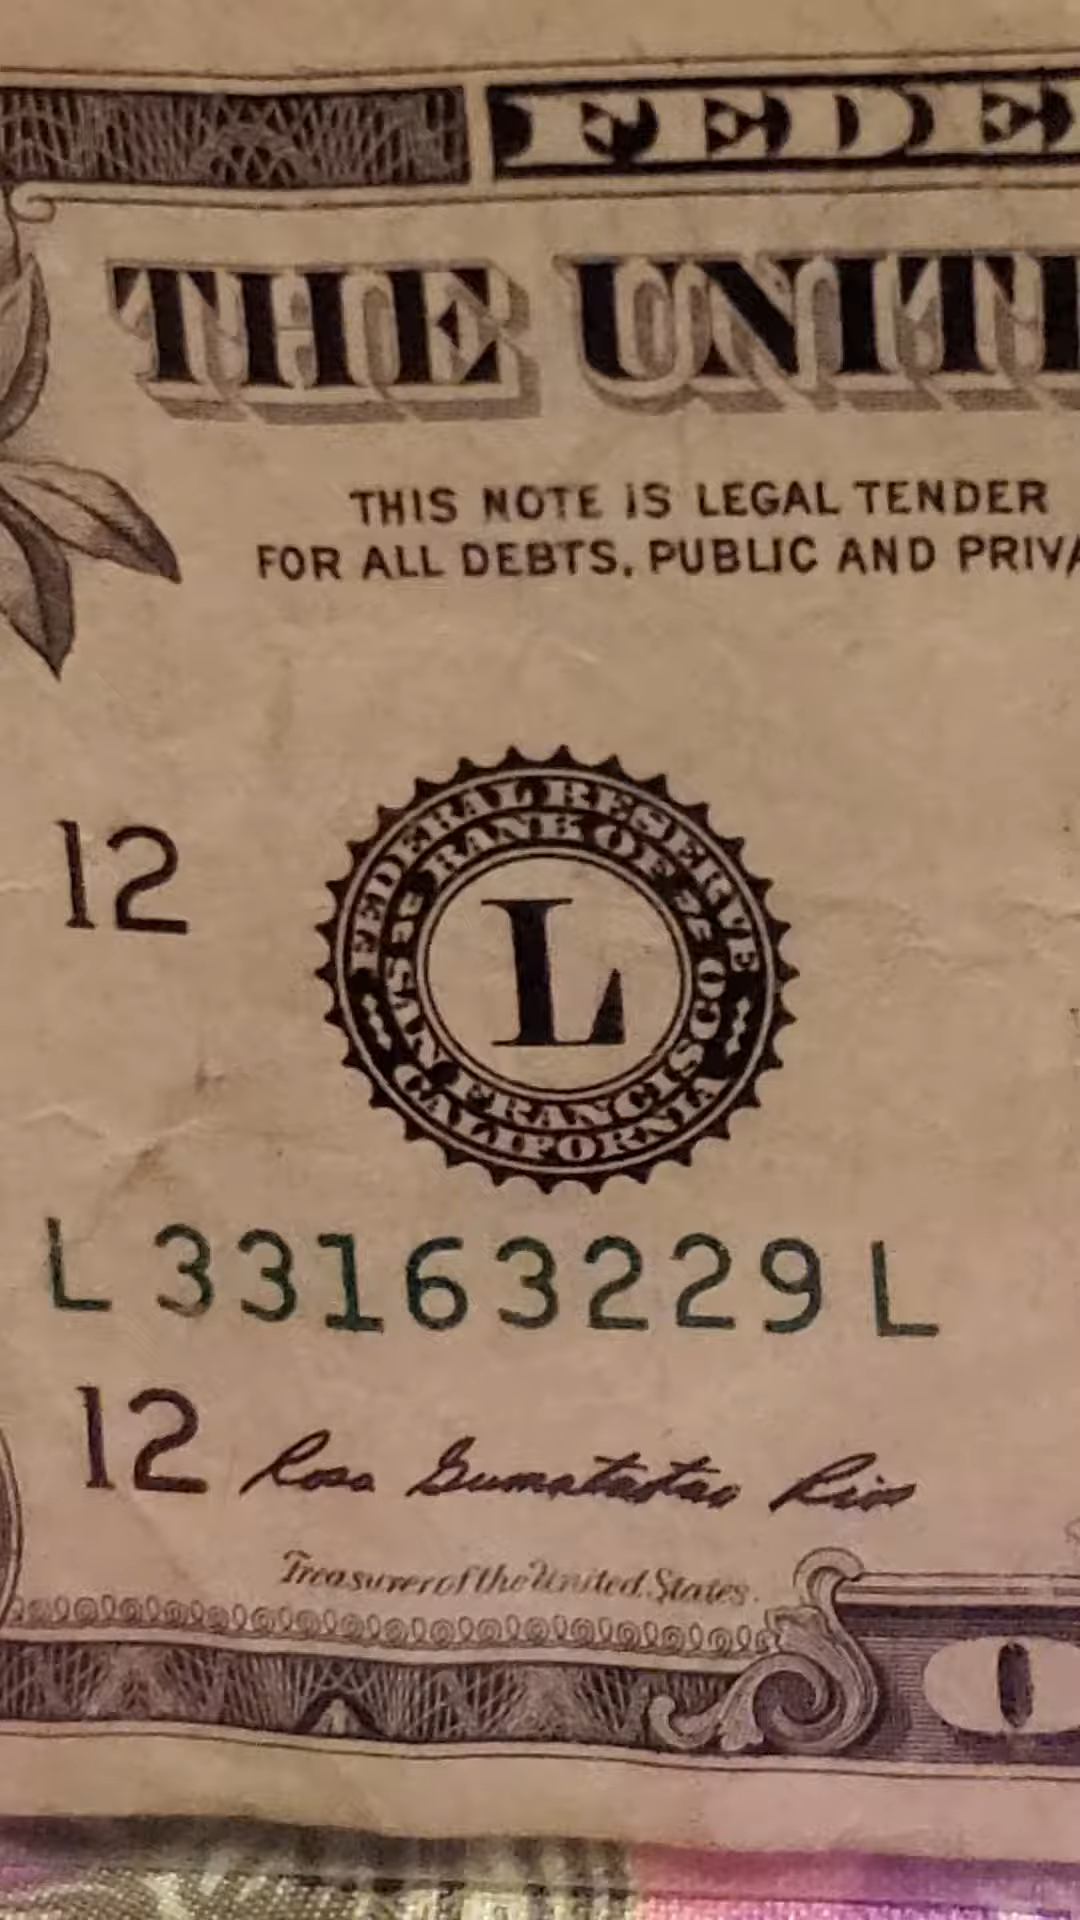 FEDE
THE UNITE
THIS NOTE IS LEGAL TENDER
FOR ALL DEBTS, PUBLIC AND PRIVA
12
FEDERAL RESERVE
BANK OF
L
SAN FRANCISCO
CALIFORNIA
L 33163229 L
12 Rosa Gumataotao Rios
Treasurer of the United States.
O